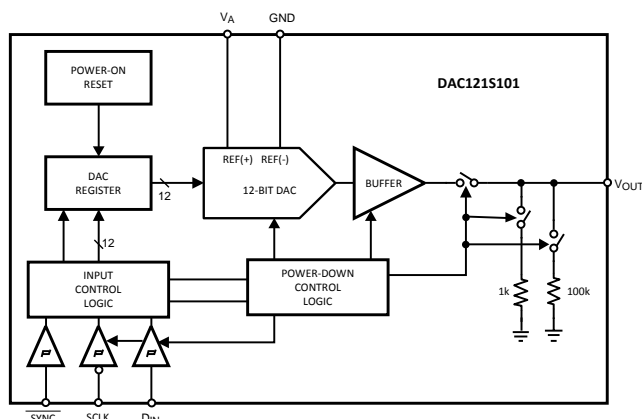 VA
GND
POWER-ON
RESET
DAC121S101
REF(+) REF(-)
DAC
REGISTER
12
12-BIT DAC
BUFFER
VOUT
12
INPUT
CONTROL
LOGIC
POWER-DOWN
CONTROL
LOGIC
1k
100k
SYNC
SCLK
DIN